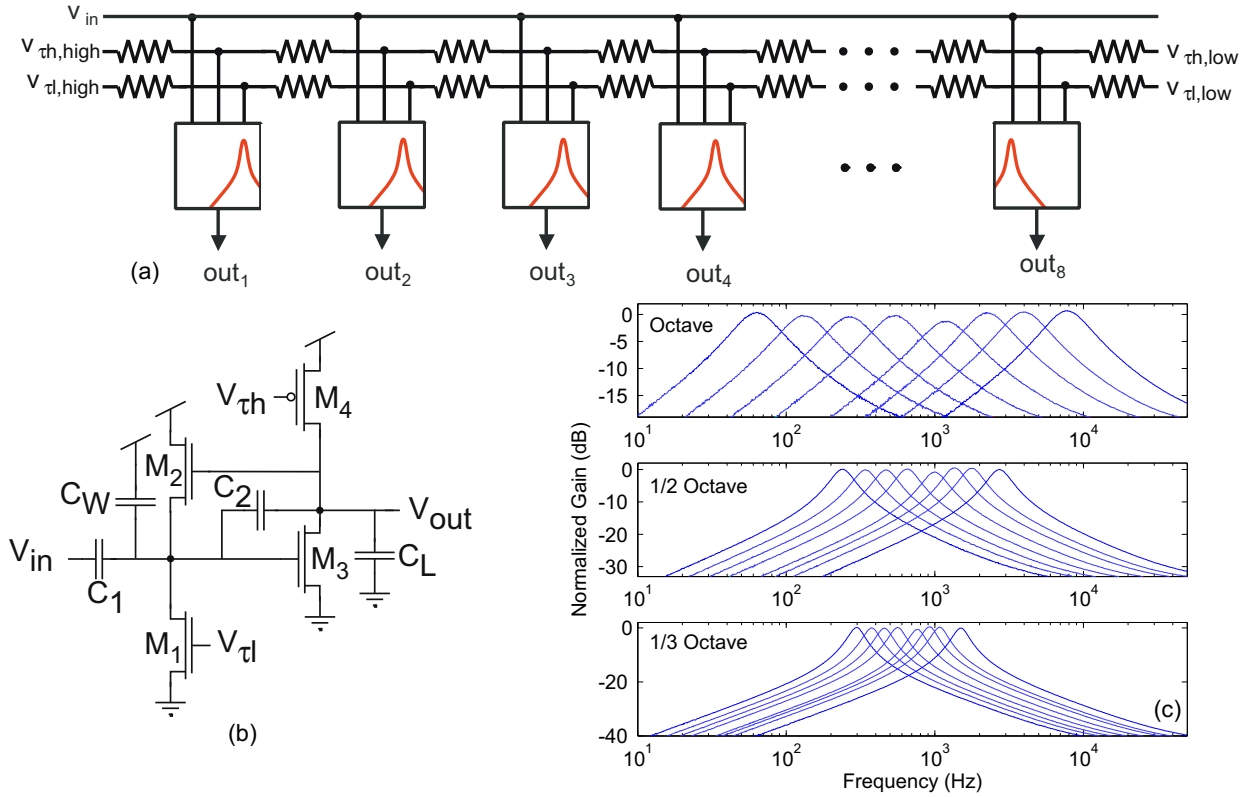 v in
v τh,high
v τh,low
v τl,high
v τl,low
(a)
out1 out2 out3 out4 out8
Vτh
M4
M2
CW
C2
Vout
Vin
M3
C1
CL
M1
Vτl
(b)
Normalized Gain (dB)
Octave
0
-5
-10
-15
10^1 10^2 10^3 10^4
1/2 Octave
0
-10
-20
-30
10^1 10^2 10^3 10^4
1/3 Octave
0
-20
-40
(c)
10^1 10^2 10^3 10^4
Frequency (Hz)